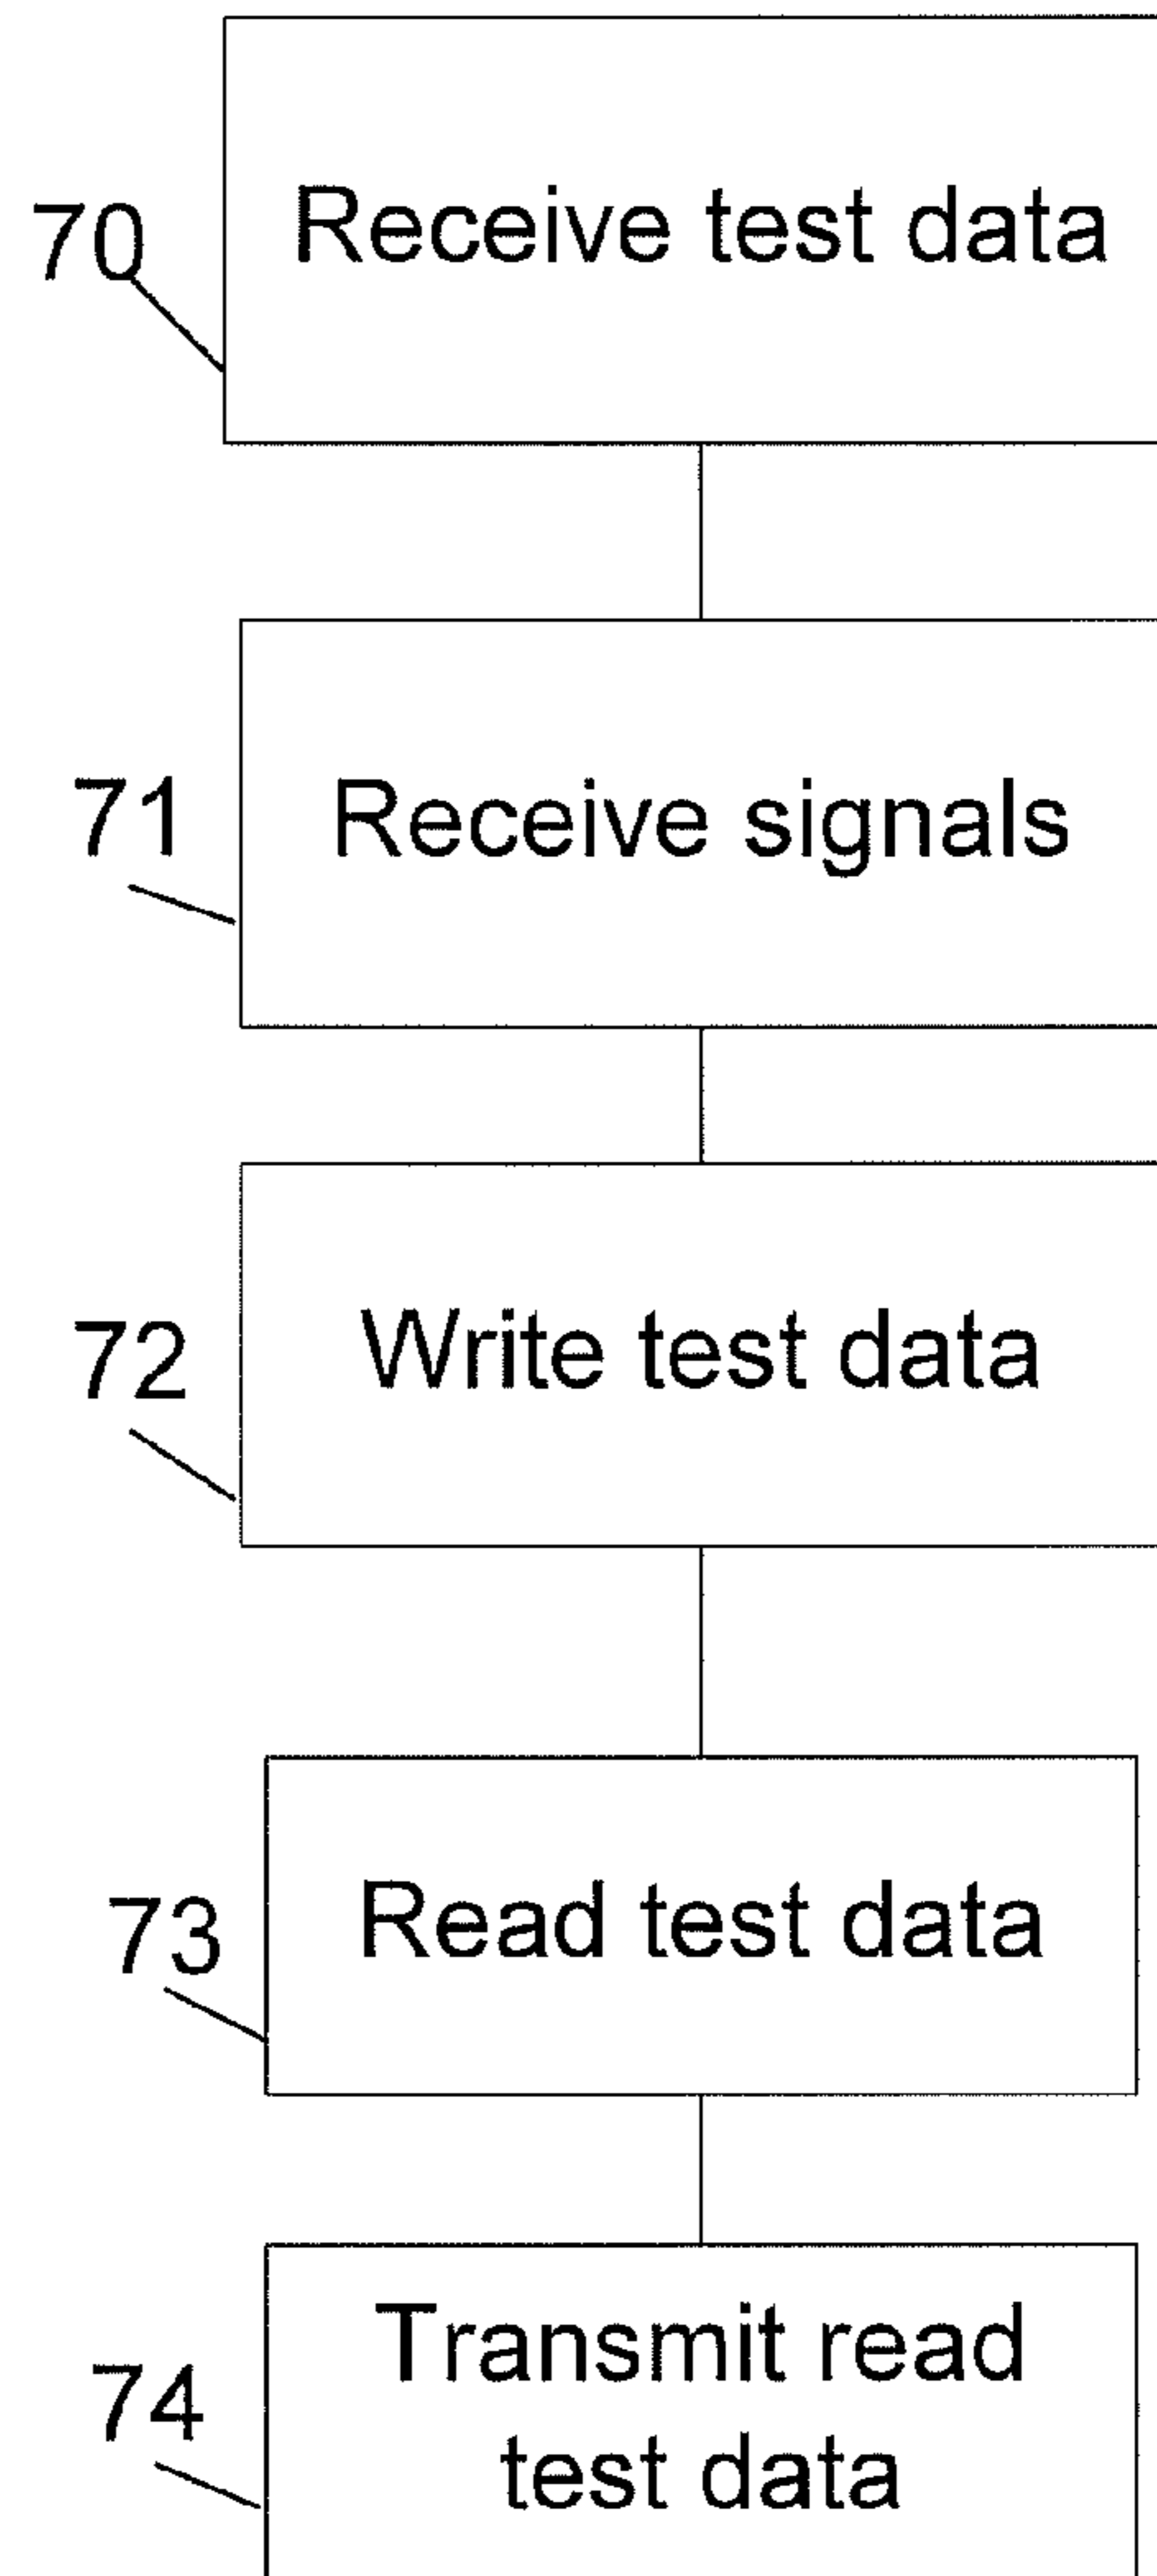 70
Receive test data
71
Receive signals
72
Write test data
73
Read test data
74
Transmit read
test data